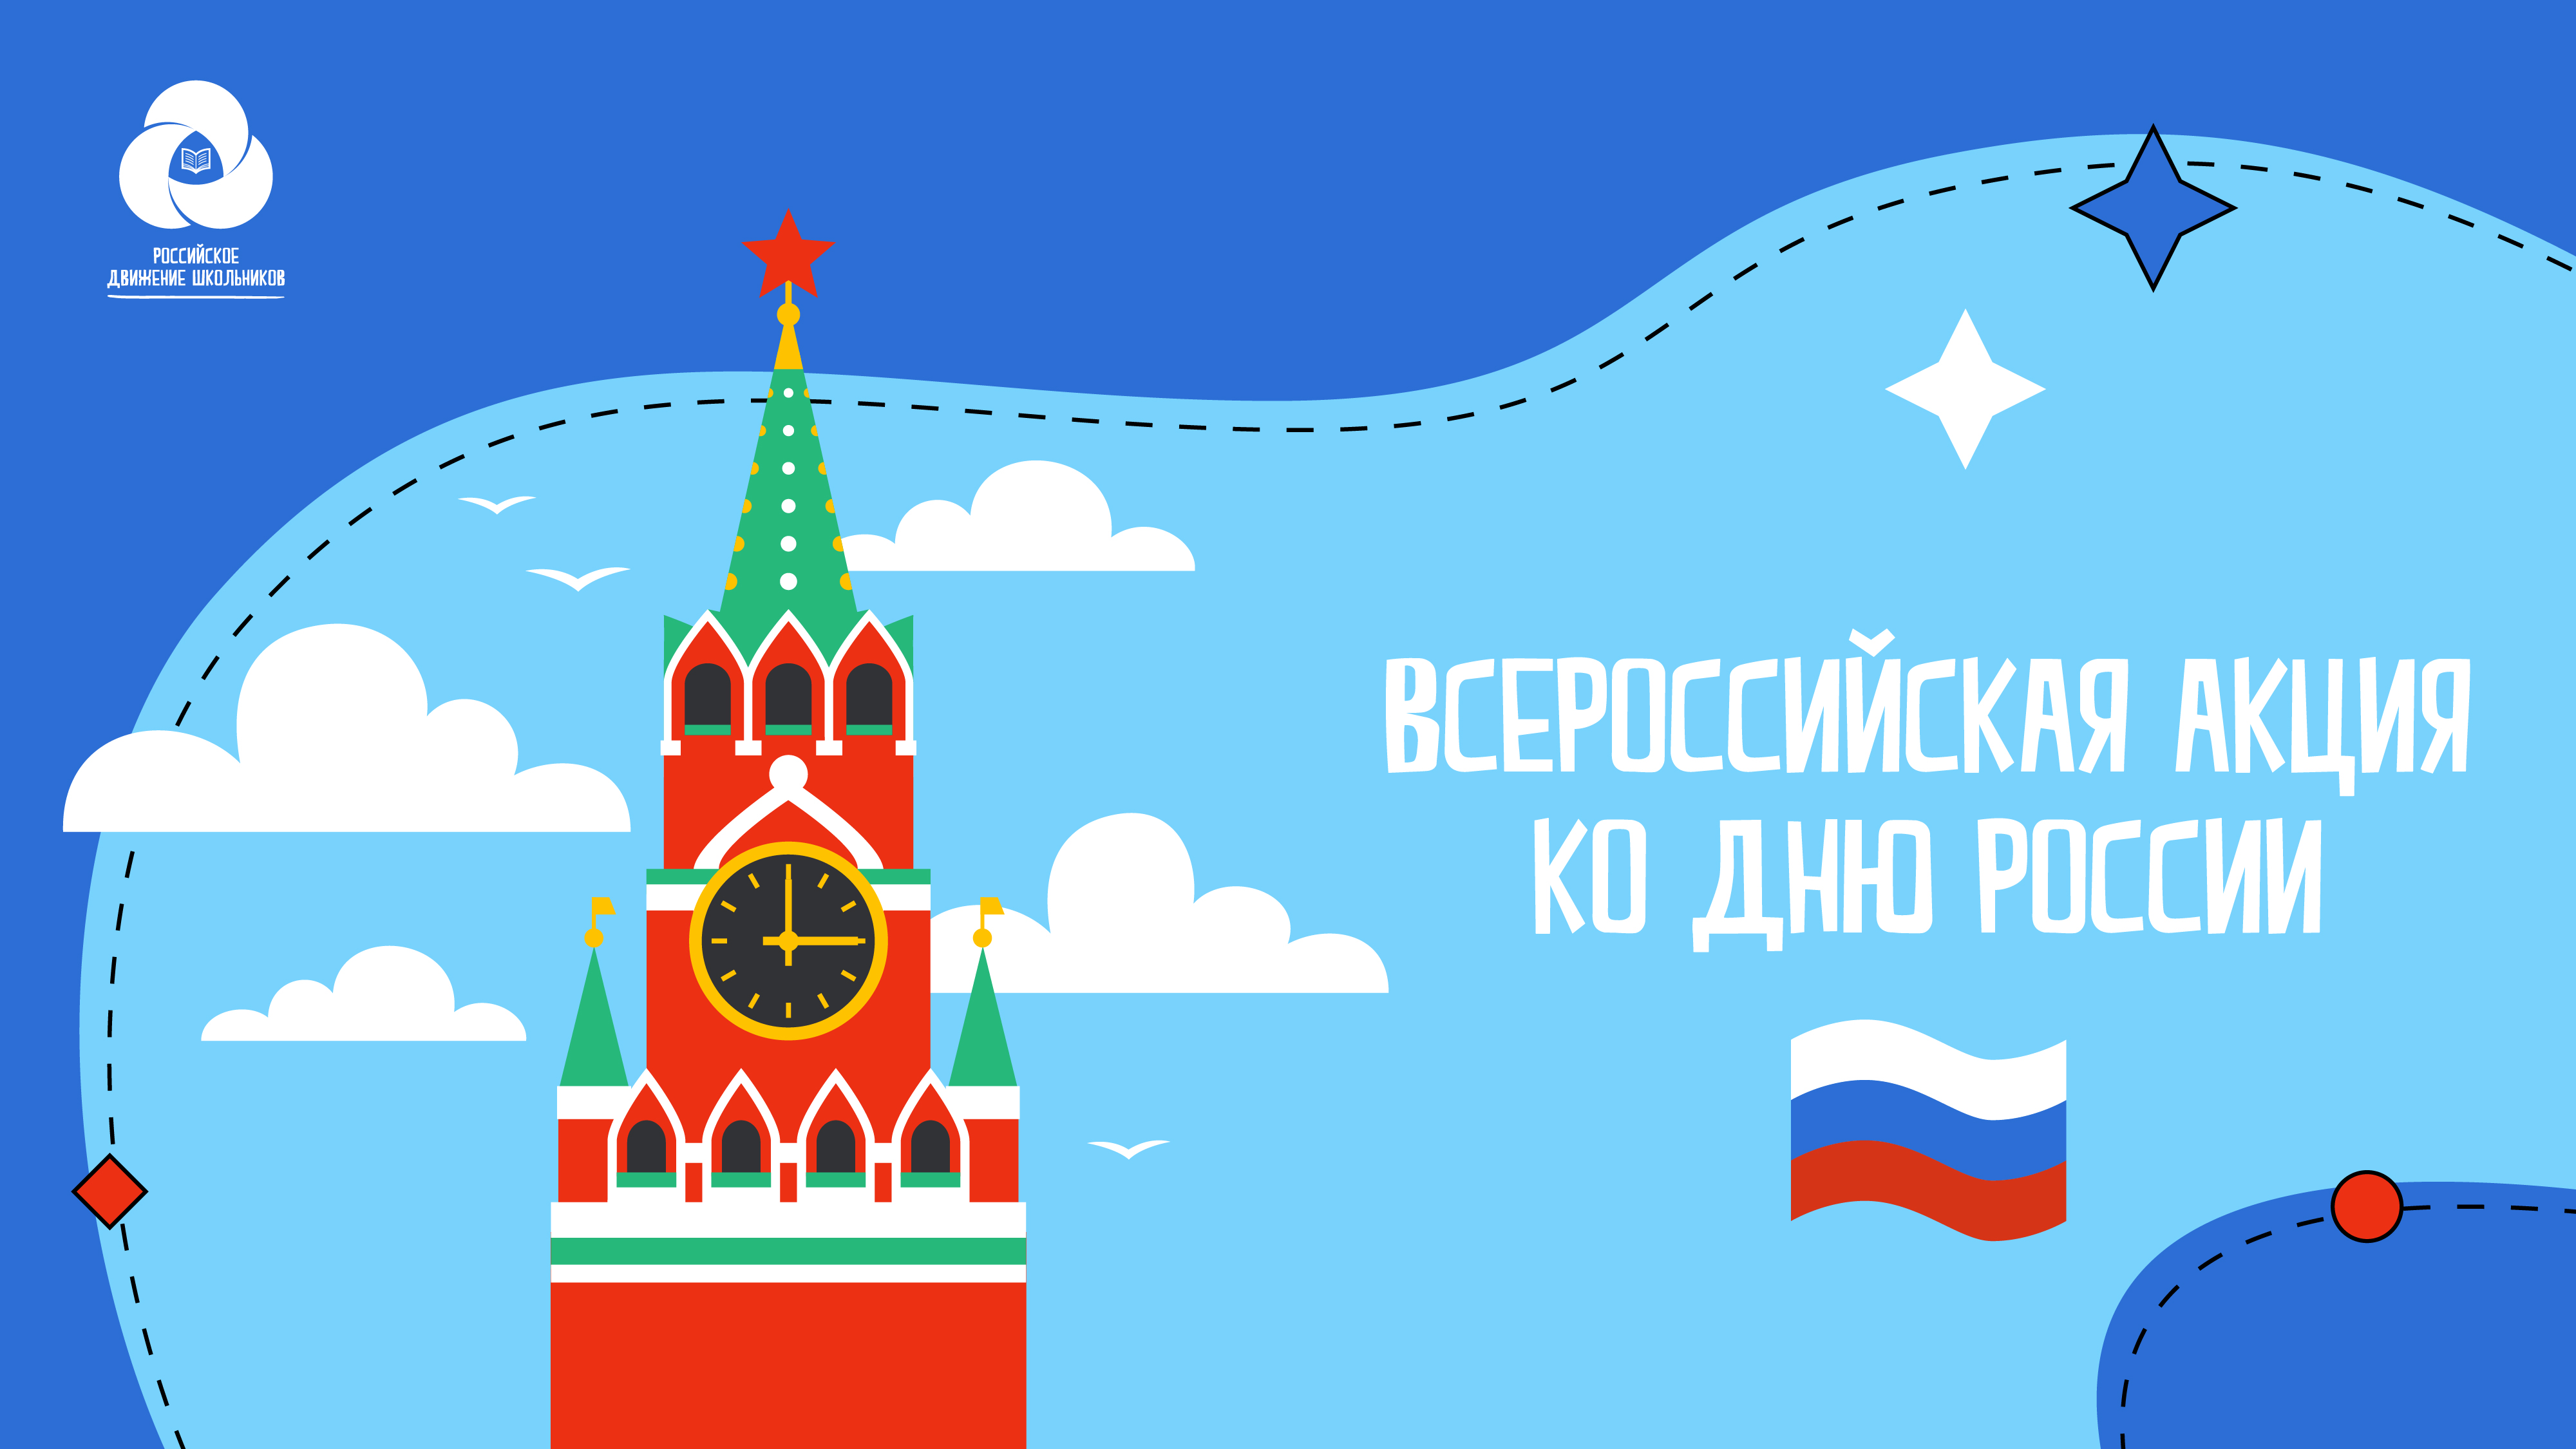 РОССИЙСКОЕ
ДВИЖЕНИЕ ШКОЛЬНИКОВ
ВСЕРОССИЙСКАЯ АКЦИЯ
КО ДНЮ РОССИИ